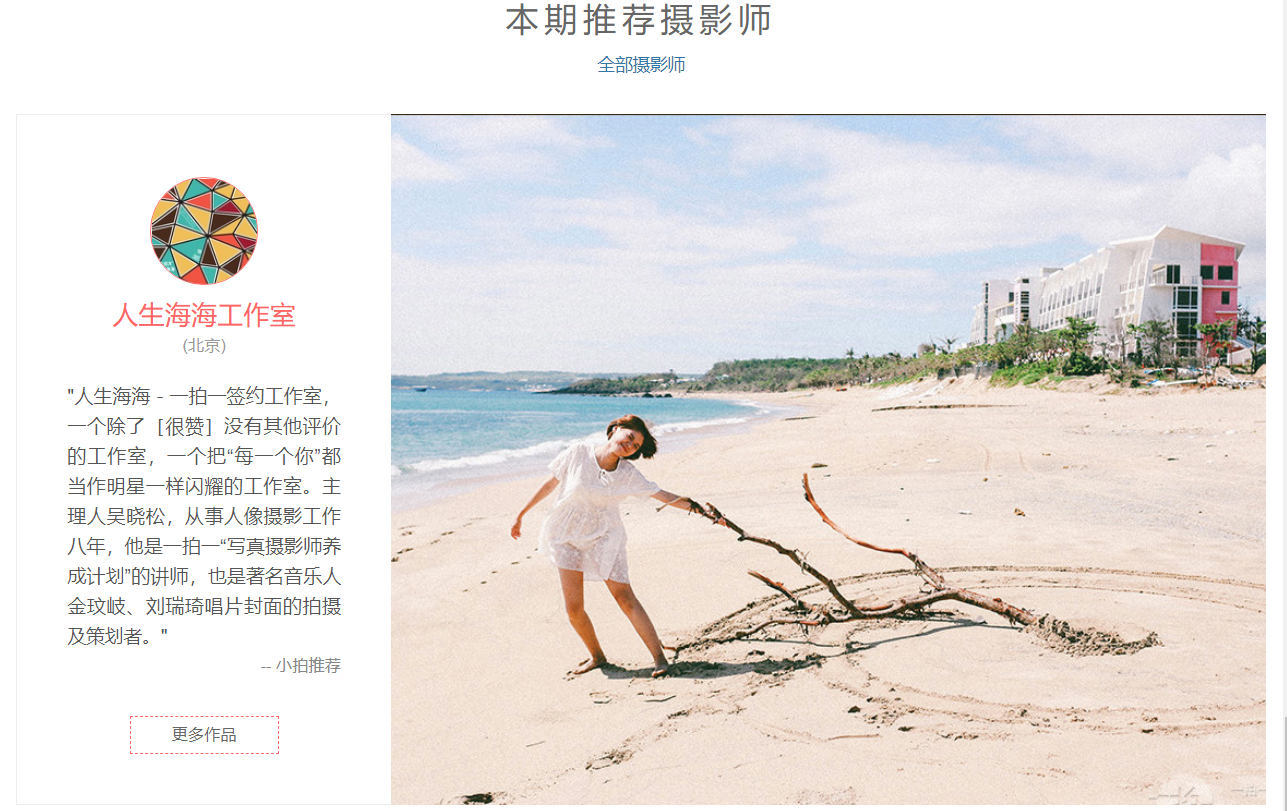 本期推荐摄影师
全部摄影师
人生海海工作室
(北京)
"人生海海 - 一拍一签约工作室，
一个除了［很赞］没有其他评价
的工作室，一个把“每一个你”都
当作明星一样闪耀的工作室。主
理人吴晓松，从事人像摄影工作
八年，他是一拍一“写真摄影师养
成计划”的讲师，也是著名音乐人
金玟岐、刘瑞琦唱片封面的拍摄
及策划者。"
-- 小拍推荐
更多作品